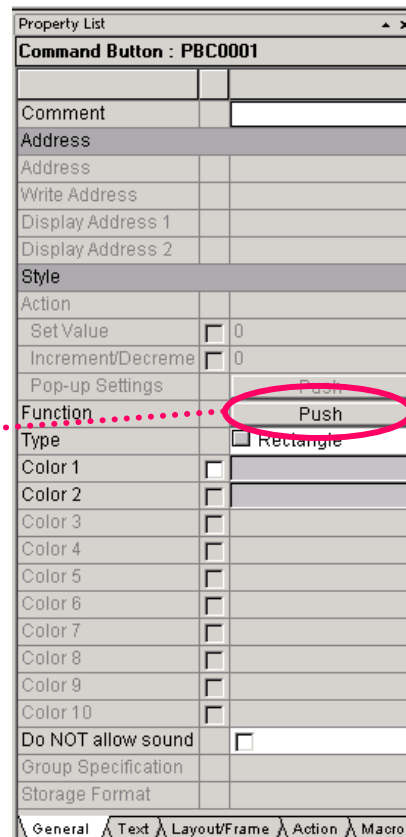 Property List
Command Button : PBC0001
Comment
Address
Address
Write Address
Display Address 1
Display Address 2
Style
Action
Set Value 0
Increment/Decreme 0
Pop-up Settings Push
Function Push
Type Rectangle
Color 1
Color 2
Color 3
Color 4
Color 5
Color 6
Color 7
Color 8
Color 9
Color 10
Do NOT allow sound
Group Specification
Storage Format
General Text Layout/Frame Action Macro